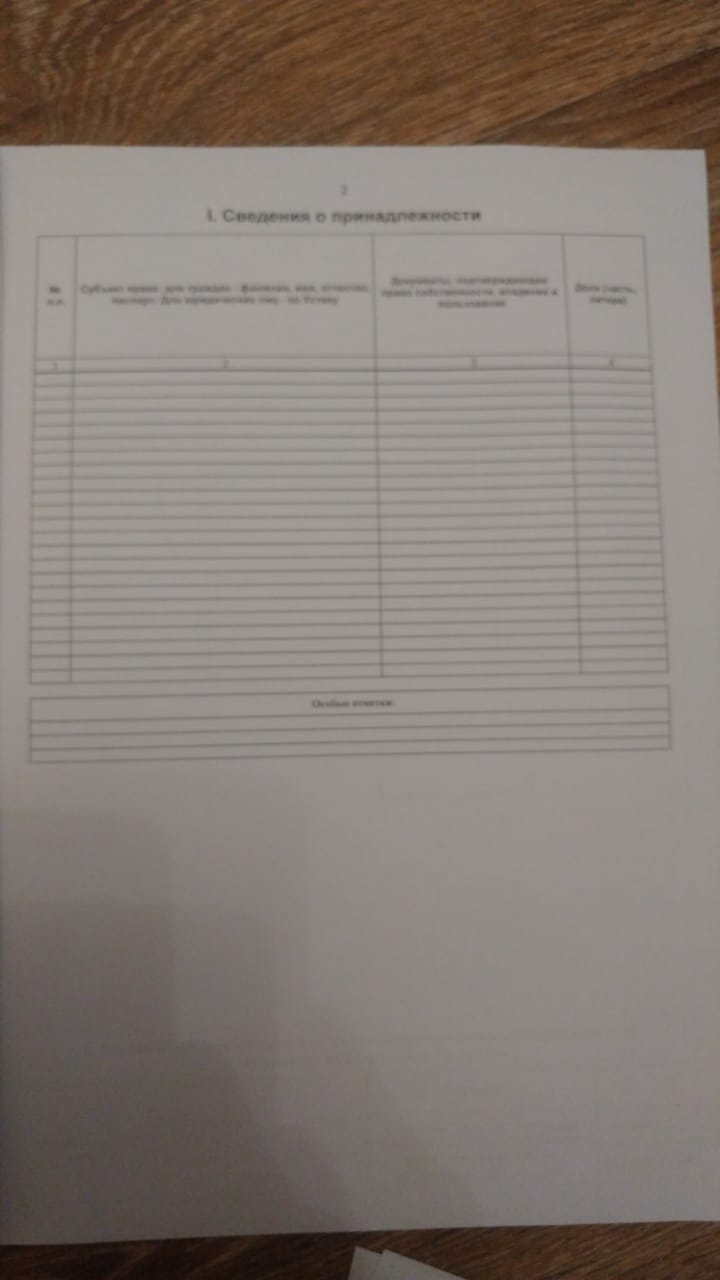 2
I. Сведения о принадлежности
№
п.п.
Субъект права: для граждан - фамилия, имя, отчество,
паспорт; Для юридических лиц - по Уставу
Документы, подтверждающие
право собственности, владения и
пользования
Доля (часть,
литера)
1 2 3 4
Особые отметки: